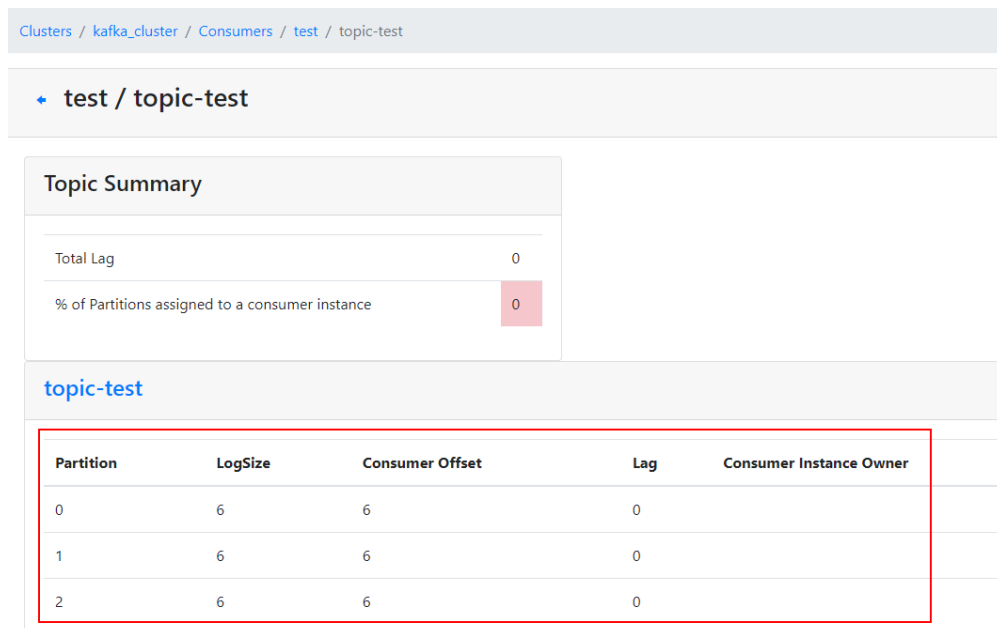 Clusters / kafka_cluster / Consumers / test / topic-test
test / topic-test
Topic Summary
Total Lag 0
% of Partitions assigned to a consumer instance 0
topic-test
Partition LogSize Consumer Offset Lag Consumer Instance Owner
0 6 6 0
1 6 6 0
2 6 6 0